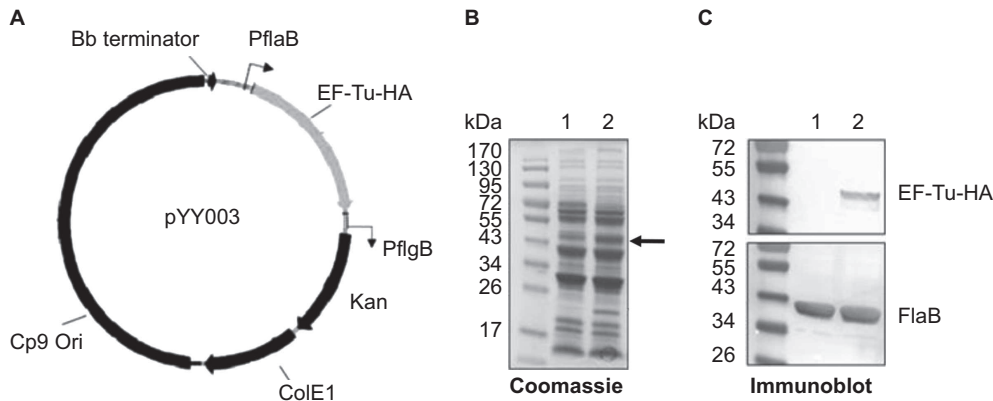 A
Bb terminator
PflaB
EF-Tu-HA
pYY003
PflgB
Kan
Cp9 Ori
ColE1
B
kDa
1 2
170
130
95
72
55
43
34
26
17
Coomassie
C
kDa
1 2
72
55
43
34
EF-Tu-HA
72
55
43
34
26
FlaB
Immunoblot